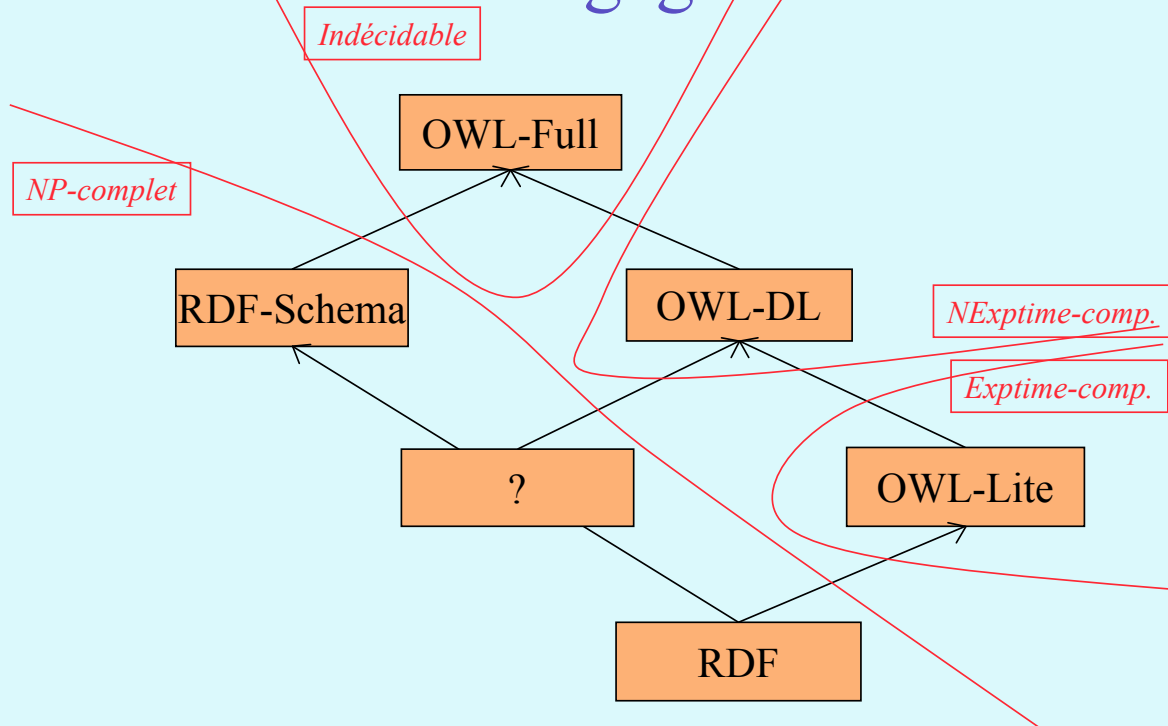 Indécidable
OWL-Full
NP-complet
RDF-Schema
OWL-DL
NExptime-comp.
Exptime-comp.
?
OWL-Lite
RDF